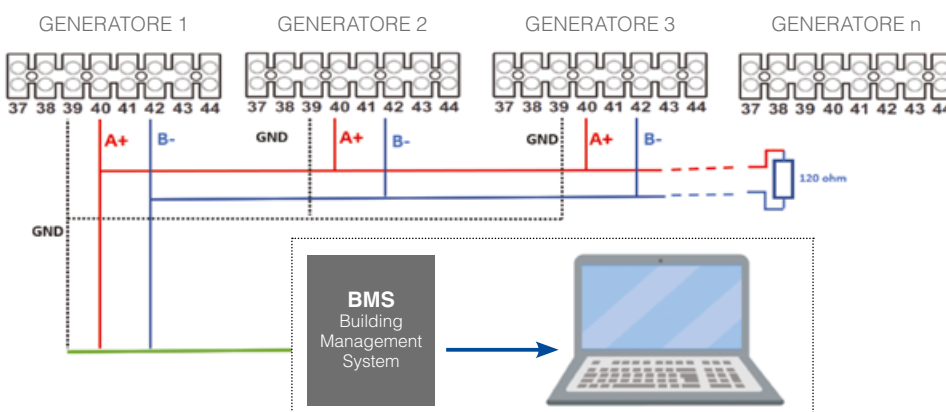 GENERATORE 1 GENERATORE 2 GENERATORE 3 GENERATORE n
37 38 39 40 41 42 43 44 37 38 39 40 41 42 43 44 37 38 39 40 41 42 43 44 37 38 39 40 41 42 43 44
A+ B- GND A+ B- GND A+ B-
120 ohm
GND
BMS
Building
Management
System